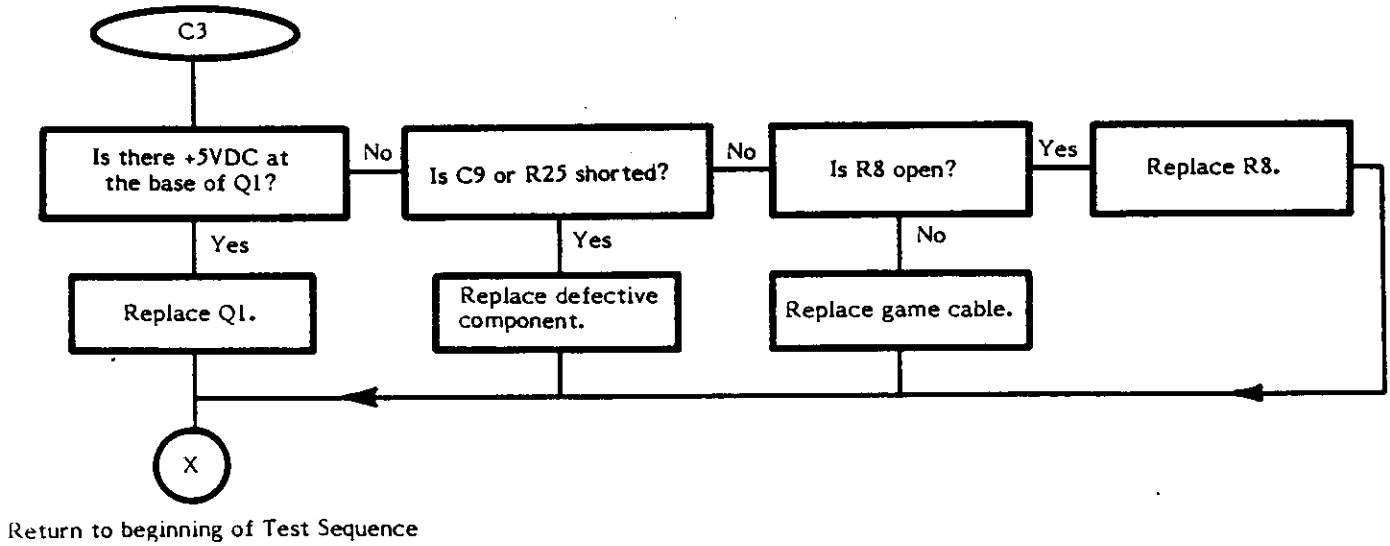 C3
Is there +5VDC at
the base of Q1?
No
Is C9 or R25 shorted?
No
Is R8 open?
Yes
Replace R8.
Yes
Yes
No
Replace Q1.
Replace defective
component.
Replace game cable.
X
Return to beginning of Test Sequence